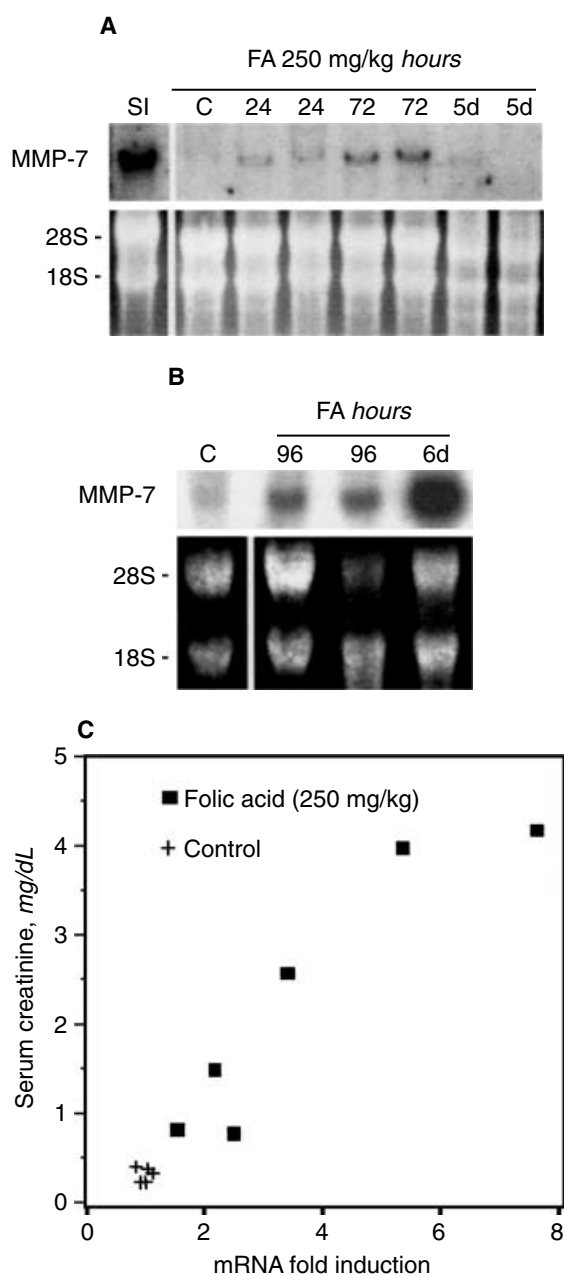 A
FA 250 mg/kg hours
SI C 24 24 72 72 5d 5d
MMP-7
28S -
18S -
B
FA hours
C 96 96 6d
MMP-7
28S -
18S -
C
5
4
3
2
1
0
Serum creatinine, mg/dL
Folic acid (250 mg/kg)
Control
0 2 4 6 8
mRNA fold induction